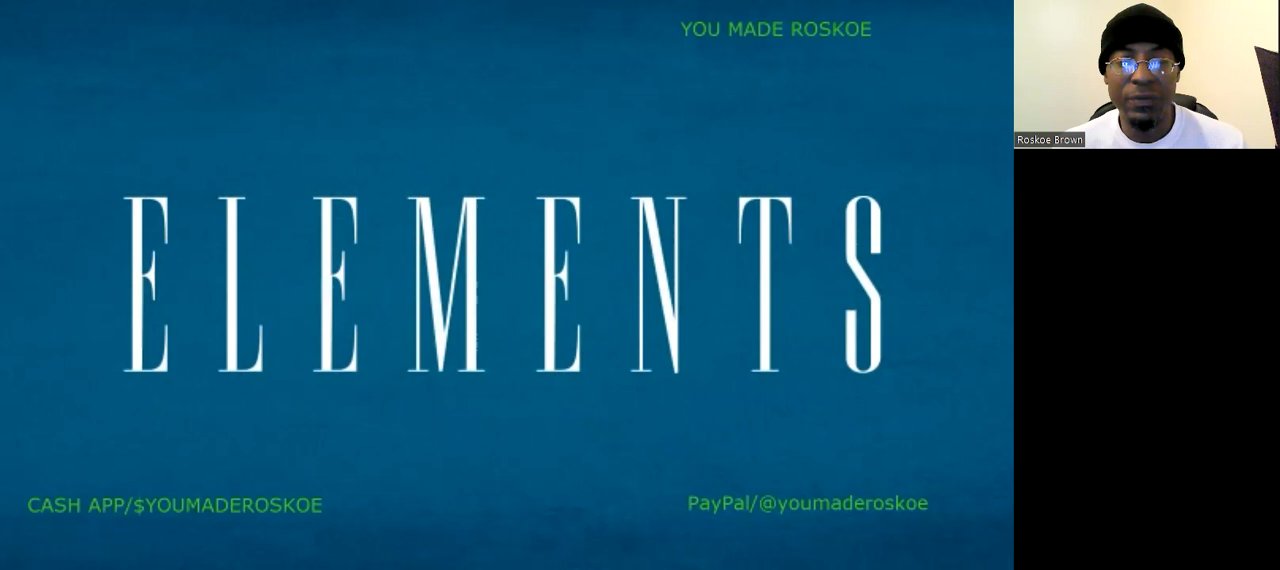 YOU MADE ROSKOE
Roskoe Brown
ELEMENTS
CASH APP/$YOUMADEROSKOE
PayPal/@youmaderoskoe